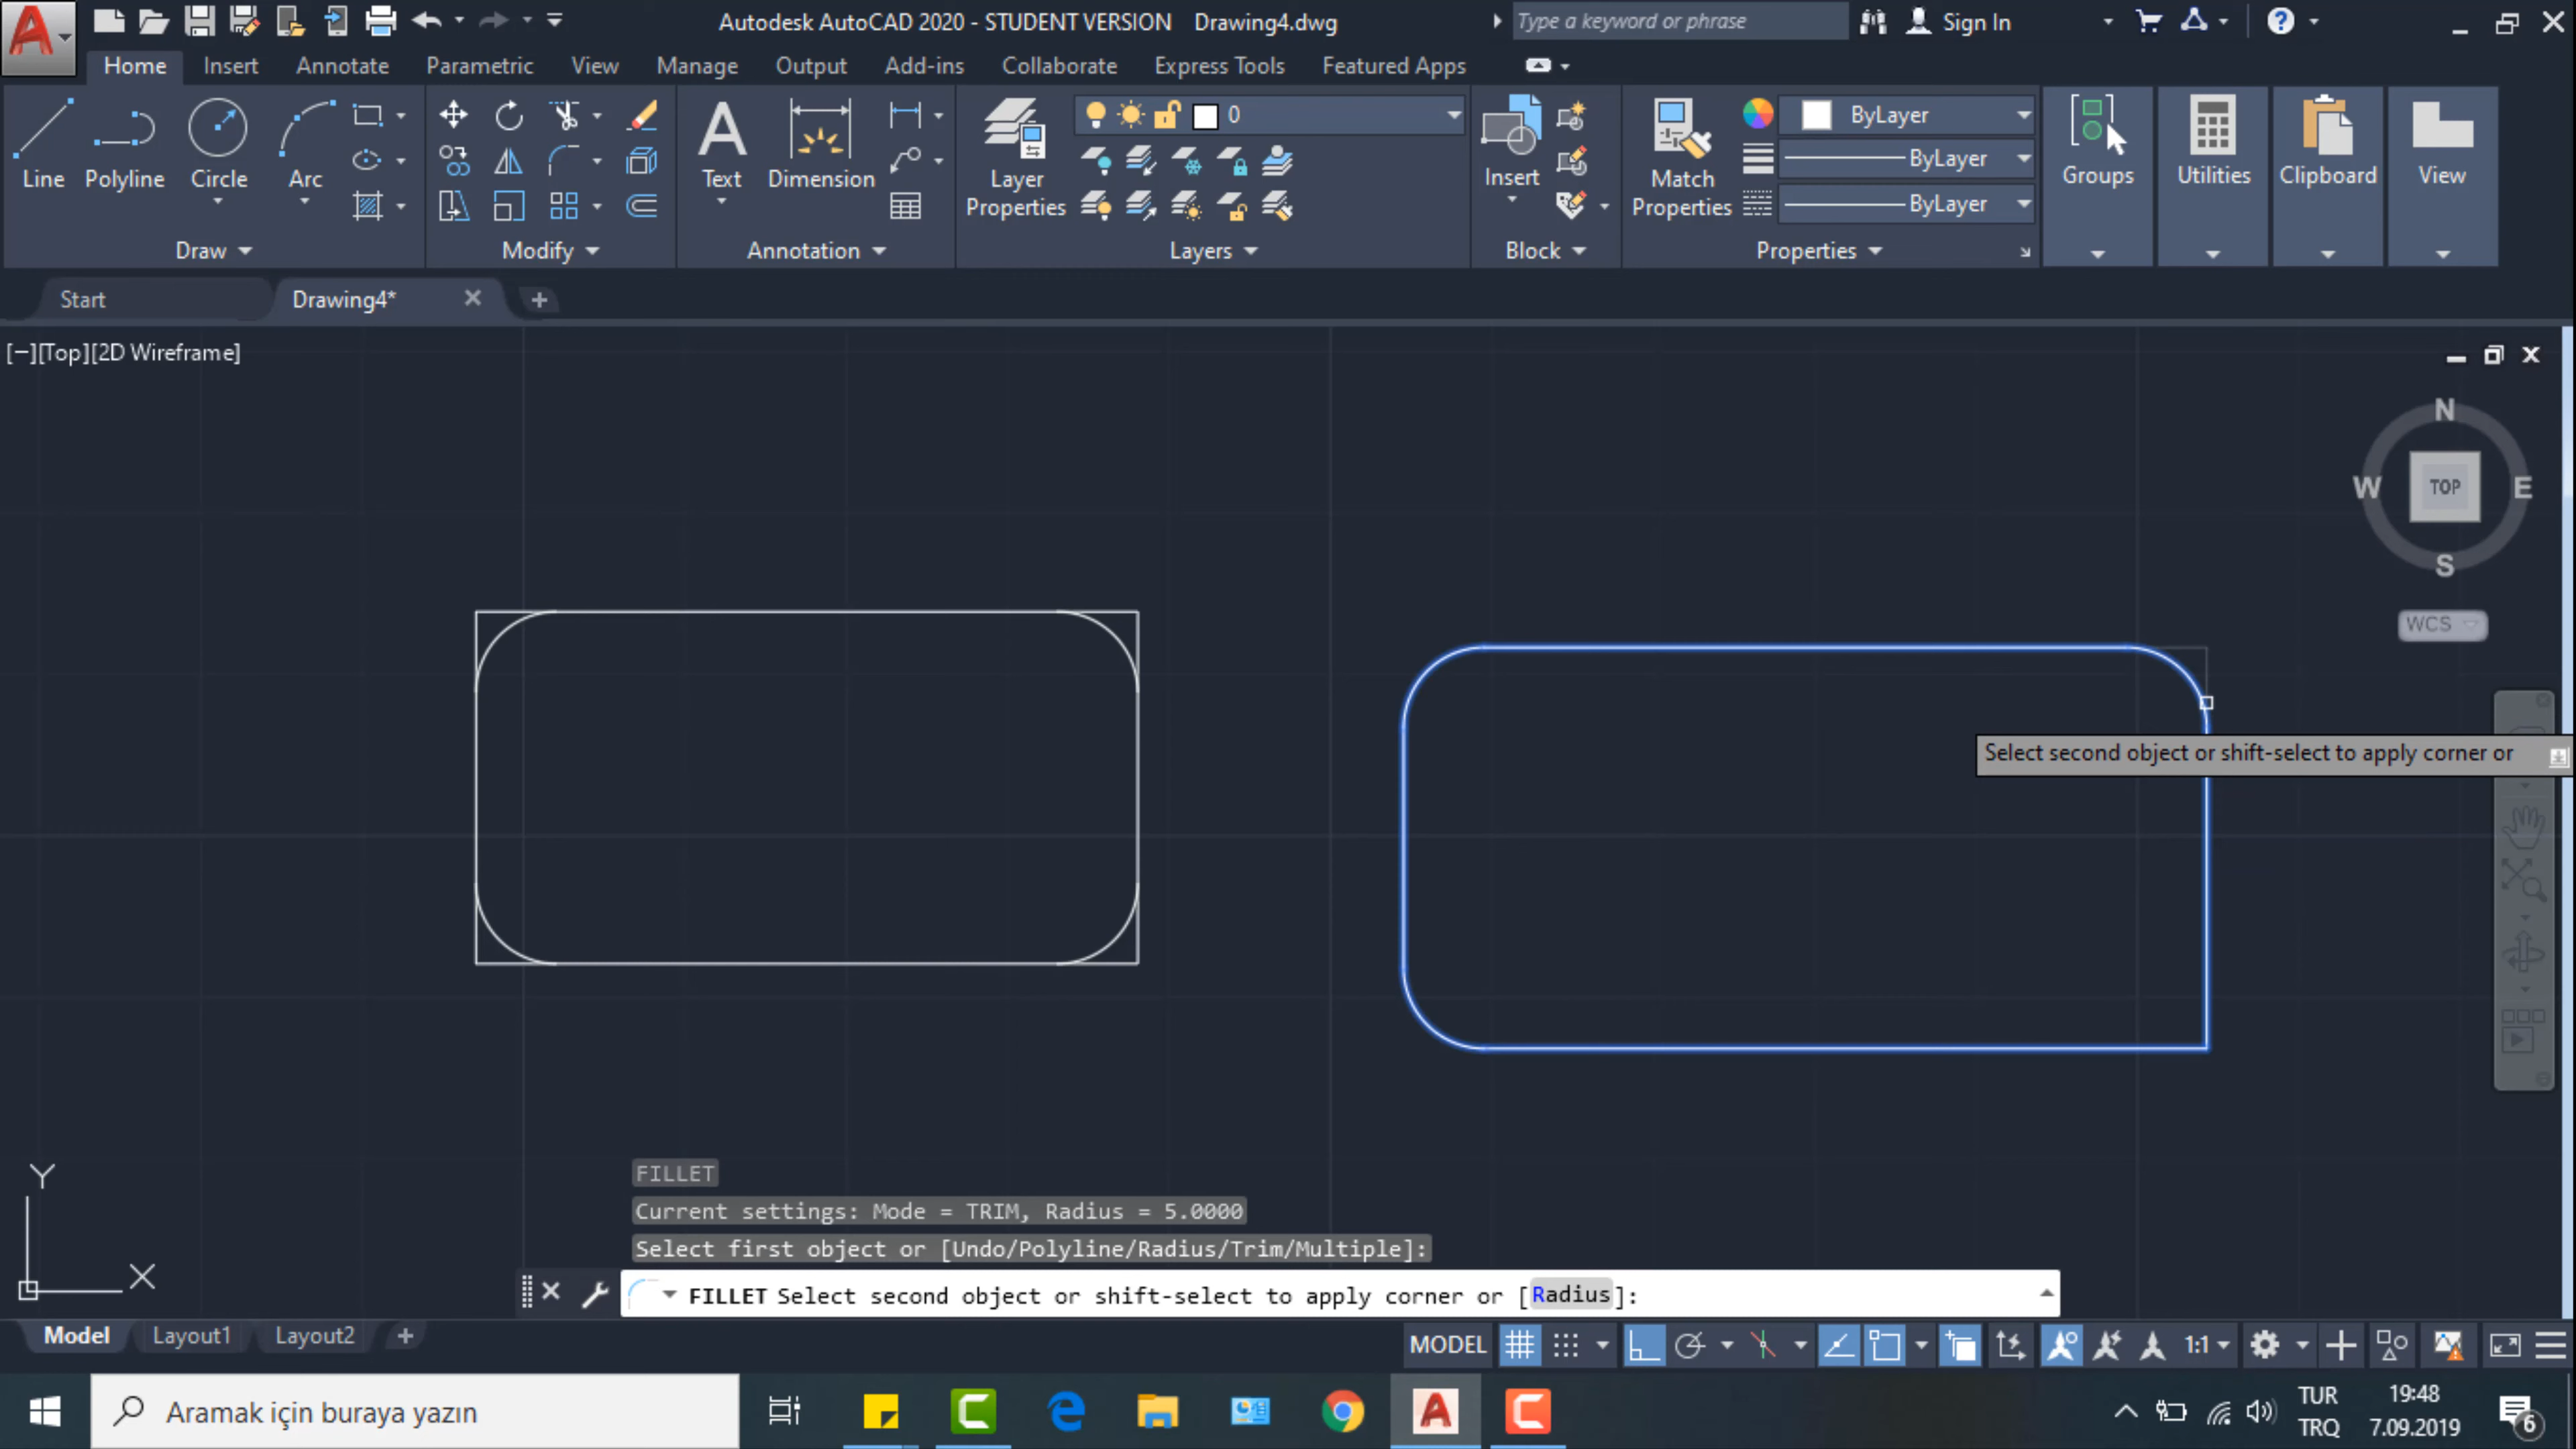 Autodesk AutoCAD 2020 - STUDENT VERSION Drawing4.dwg
Type a keyword or phrase
Sign In
Home Insert Annotate Parametric View Manage Output Add-ins Collaborate Express Tools Featured Apps
Line Polyline Circle Arc
Draw
Modify
Text Dimension
Annotation
Layer Properties
0
Layers
Insert
Block
Match Properties
ByLayer
ByLayer
ByLayer
Properties
Groups
Utilities
Clipboard
View
Start Drawing4*
[−][Top][2D Wireframe]
N
W TOP E
S
WCS
Select second object or shift-select to apply corner or
Y
X
FILLET
Current settings: Mode = TRIM, Radius = 5.0000
Select first object or [Undo/Polyline/Radius/Trim/Multiple]:
FILLET Select second object or shift-select to apply corner or [Radius]:
Model Layout1 Layout2
MODEL 1:1
Aramak için buraya yazın
TUR
TRQ
19:48
7.09.2019
6